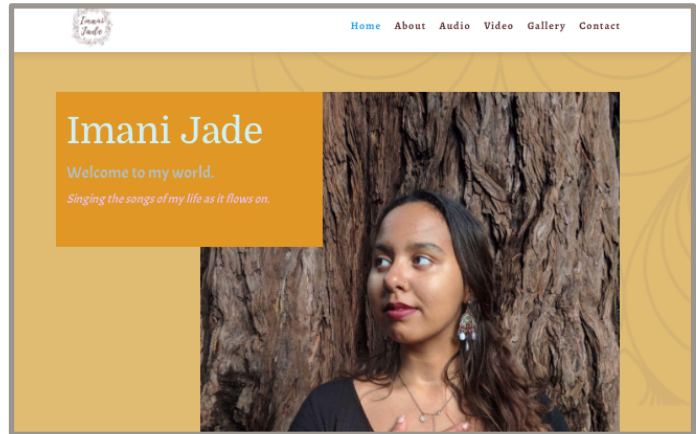 Imani
Jade
Home About Audio Video Gallery Contact
Imani Jade
Welcome to my world.
Singing the songs of my life as it flows on.